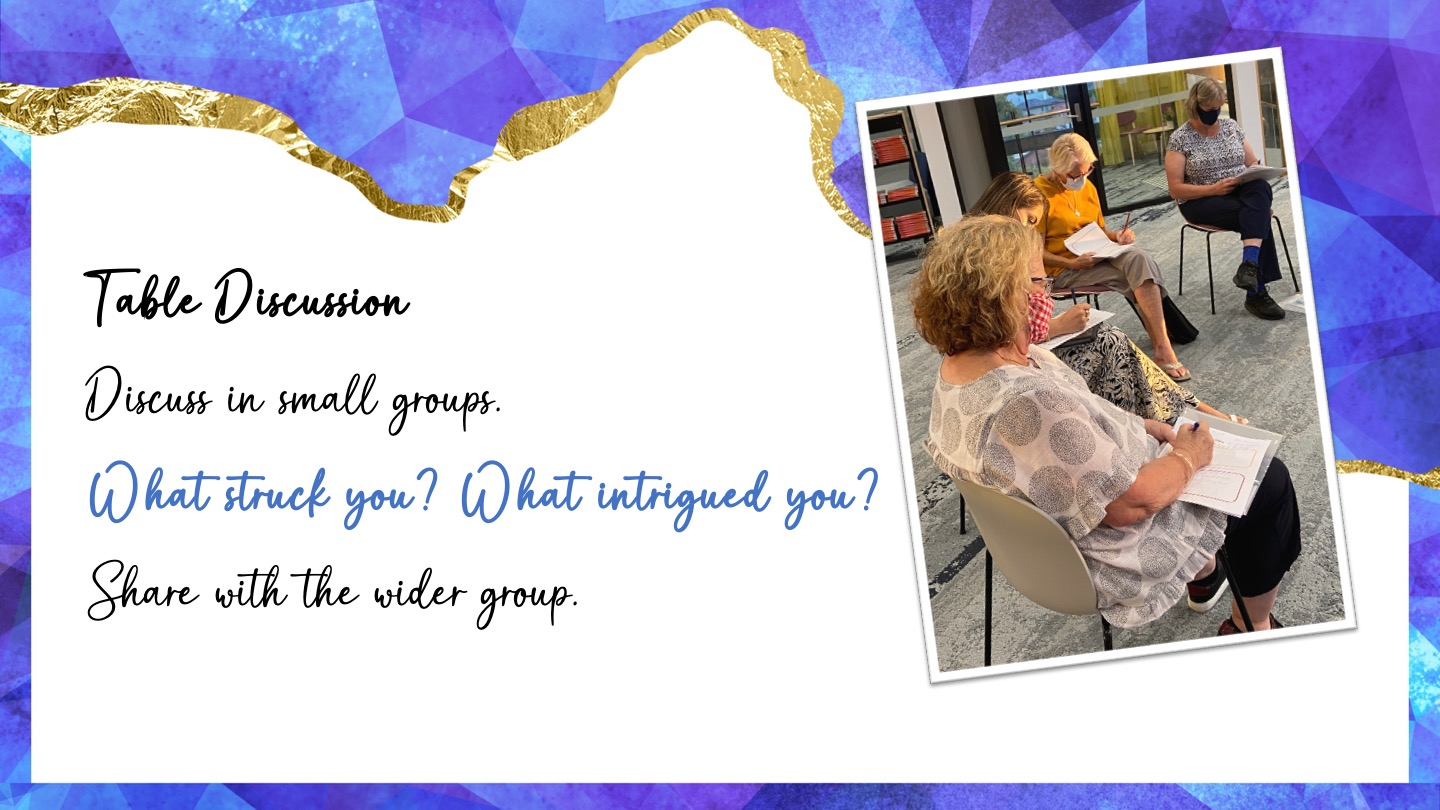 Table Discussion
Discuss in small groups.
What struck you? What intrigued you?
Share with the wider group.